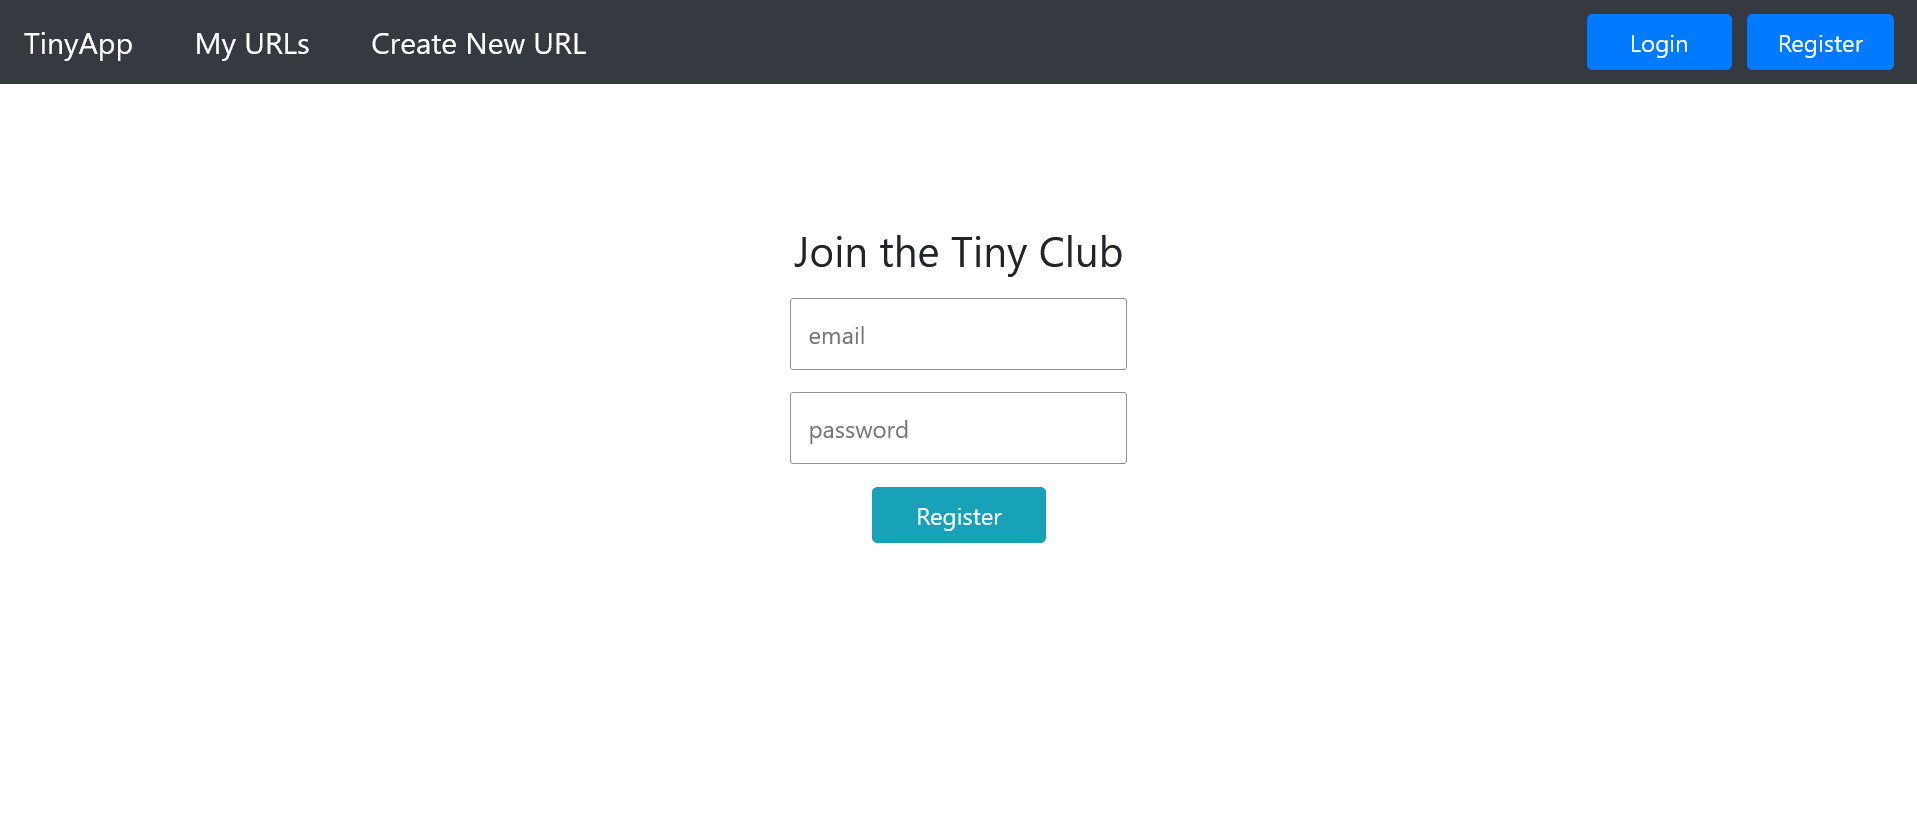 TinyApp My URLs Create New URL Login Register
Join the Tiny Club
email
password
Register